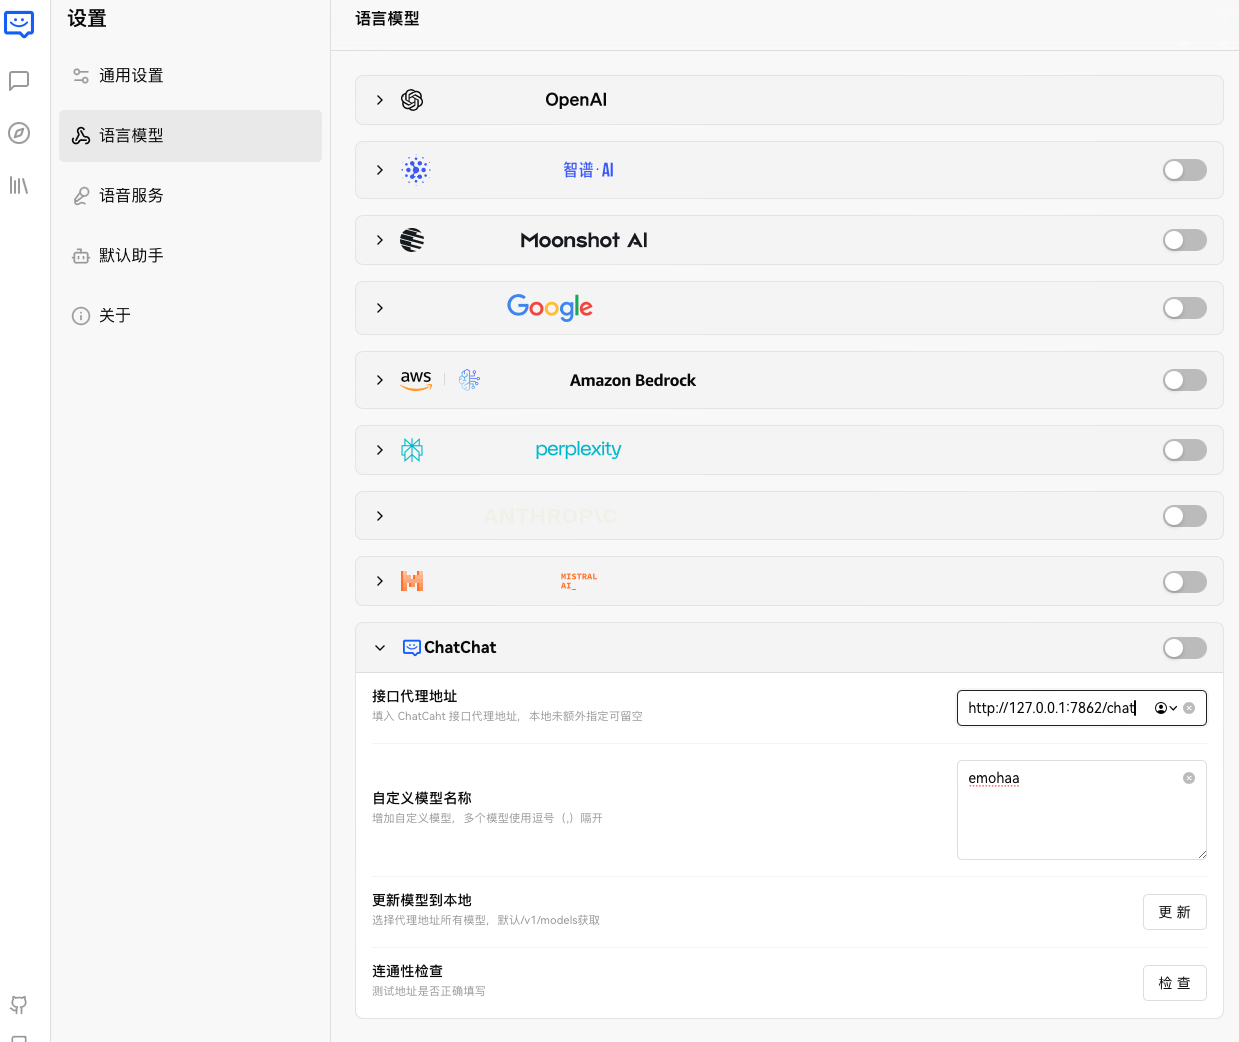 设置
通用设置
语言模型
语音服务
默认助手
关于
语言模型
OpenAI
智谱·AI
Moonshot AI
Google
aws
Amazon Bedrock
perplexity
ANTHROP\C
MISTRAL
AI_
ChatChat
接口代理地址
填入 ChatCaht 接口代理地址，本地未额外指定可留空
http://127.0.0.1:7862/chat
自定义模型名称
增加自定义模型，多个模型使用逗号（,）隔开
emohaa
更新模型到本地
选择代理地址所有模型，默认/v1/models获取
更 新
连通性检查
测试地址是否正确填写
检 查